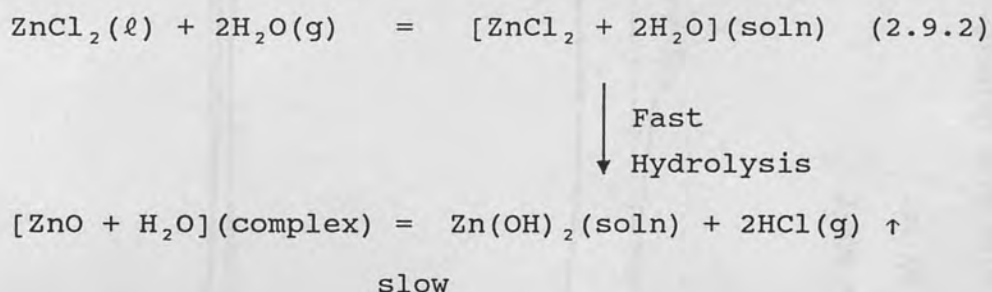 ZnCl₂(ℓ) + 2H₂O(g) = [ZnCl₂ + 2H₂O](soln) (2.9.2)
Fast
Hydrolysis
[ZnO + H₂O](complex) = Zn(OH)₂(soln) + 2HCl(g) ↑
slow